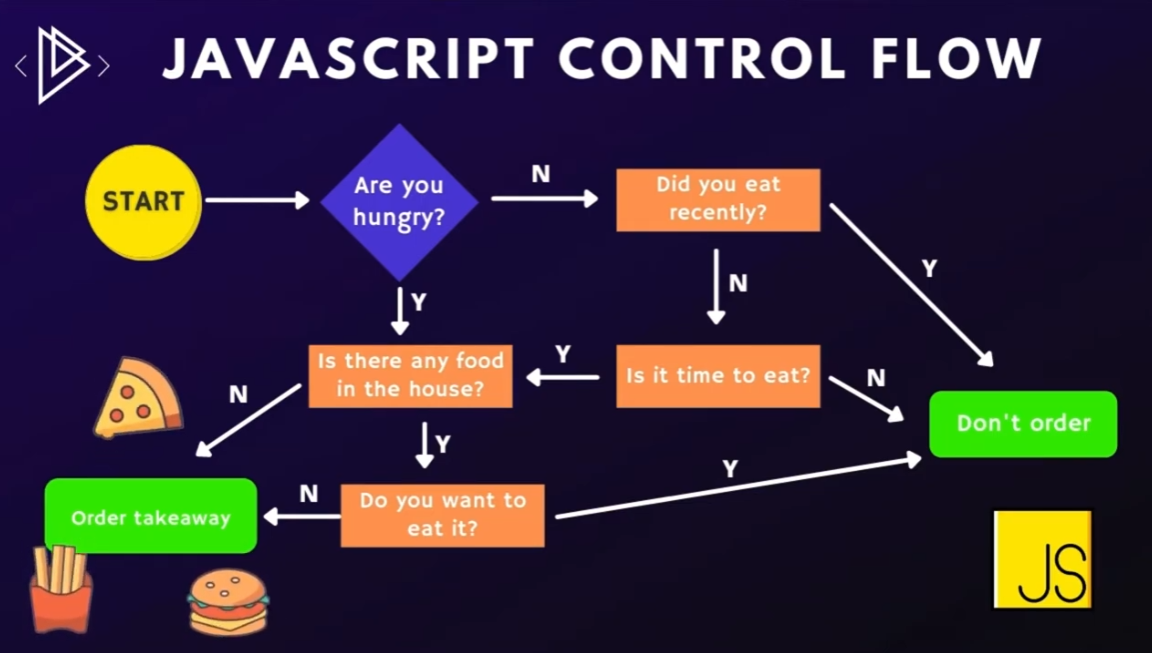 JAVASCRIPT CONTROL FLOW
START
Are you
hungry?
N
Did you eat
recently?
Y
N
Y
Is there any food
in the house?
Y
Is it time to eat?
N
N
Don't order
Y
Y
Order takeaway
N
Do you want to
eat it?
JS